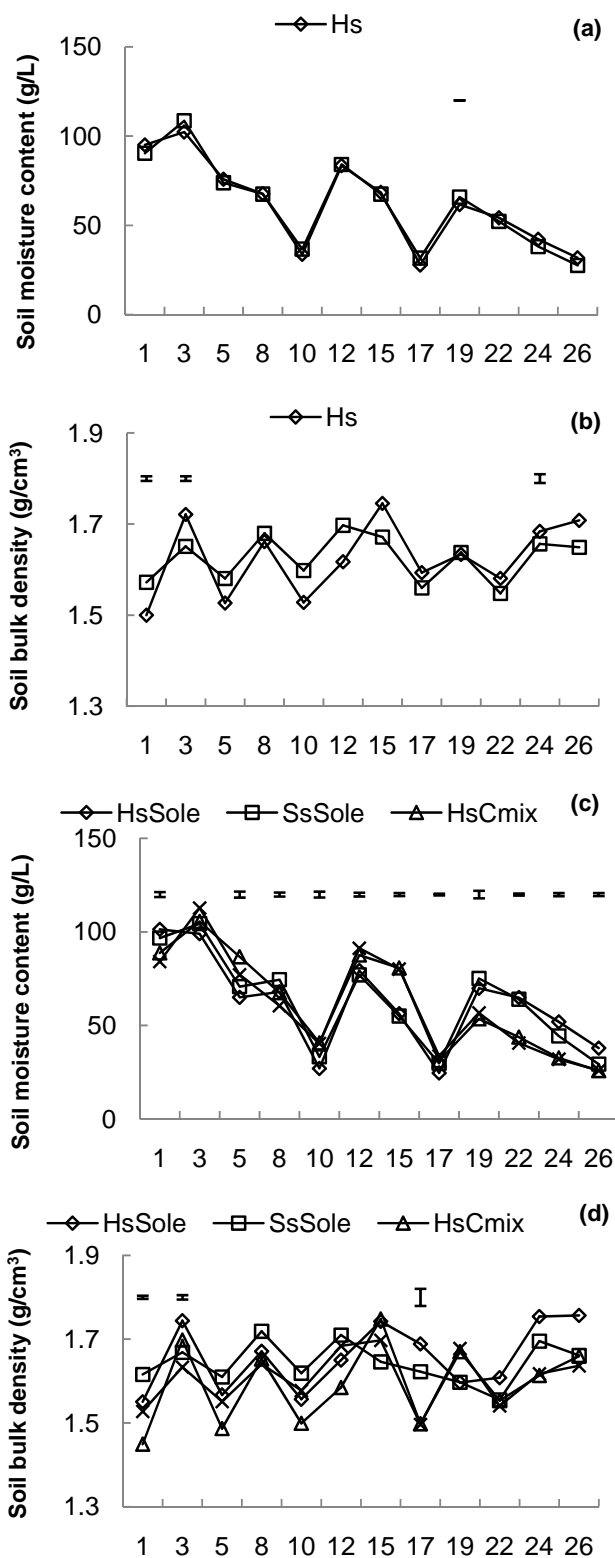 Hs (a)
Soil moisture content (g/L)
150
100
50
0
1 3 5 8 10 12 15 17 19 22 24 26
Hs (b)
Soil bulk density (g/cm³)
1.9
1.7
1.5
1.3
1 3 5 8 10 12 15 17 19 22 24 26
HsSole SsSole HsCmix (c)
Soil moisture content (g/L)
150
100
50
0
1 3 5 8 10 12 15 17 19 22 24 26
HsSole SsSole HsCmix (d)
Soil bulk density (g/cm³)
1.9
1.7
1.5
1.3
1 3 5 8 10 12 15 17 19 22 24 26